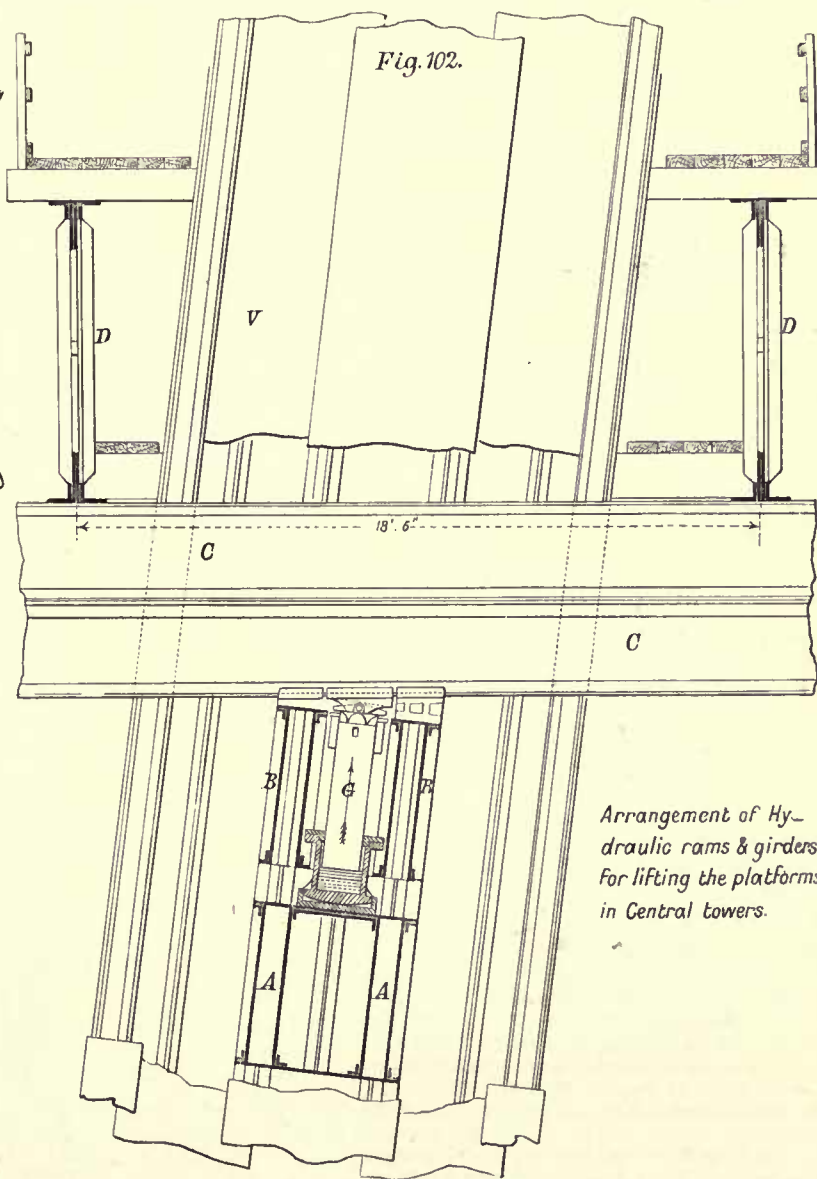 Fig. 102.
V
D
D
18'. 6"
C
C
B
G
B
A
A
Arrangement of Hy-
draulic rams & girders
for lifting the platforms
in Central towers.